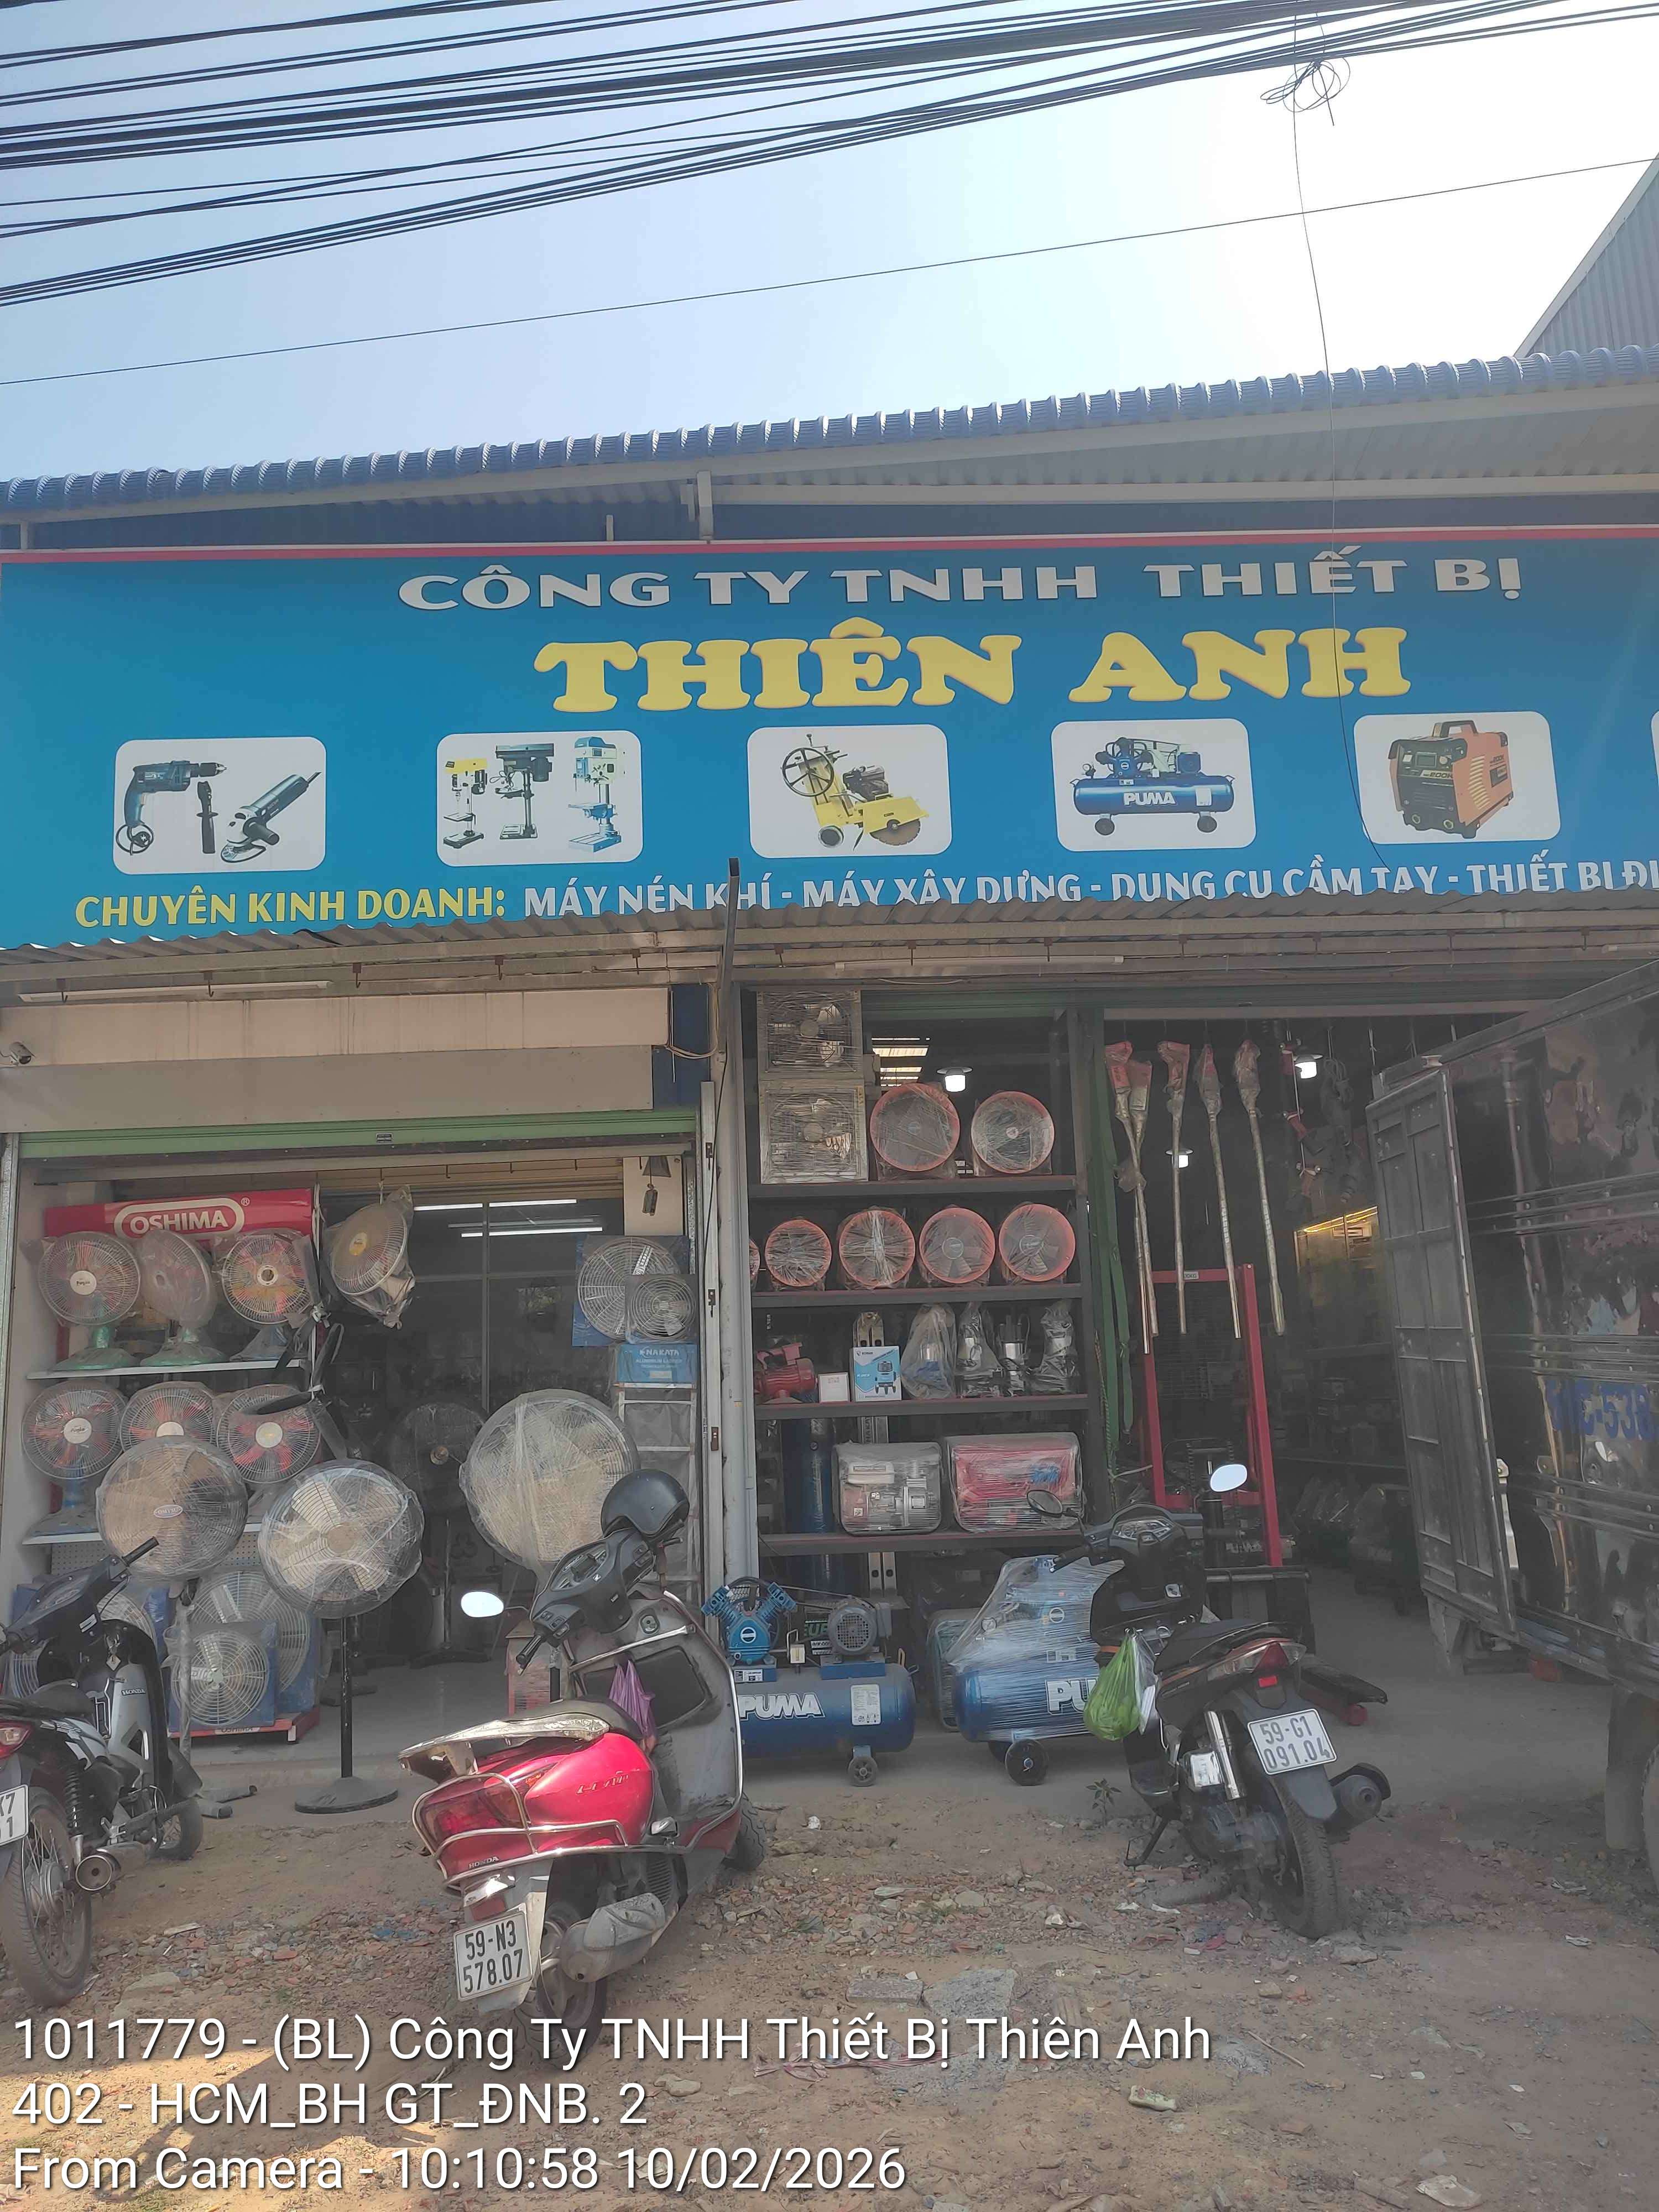 CÔNG TY TNHH THIẾT BỊ
THIÊN ANH
PUMA
CHUYÊN KINH DOANH: MÁY NÉN KHÍ - MÁY XÂY DỰNG - DỤNG CỤ CẦM TAY - THIẾT BỊ
OSHIMA
NAKATA
PUMA
59-G1
091.04
HONDA
59-N3
578.07
1011779 - (BL) Công Ty TNHH Thiết Bị Thiên Anh
402 - HCM_BH GT_ĐNB. 2
From Camera - 10:10:58 10/02/2026